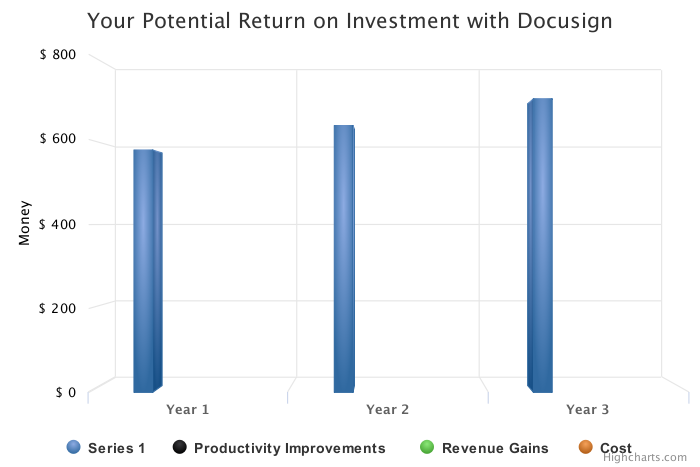 Your Potential Return on Investment with Docusign
$ 800
$ 600
$ 400
$ 200
$ 0
Money
Year 1
Year 2
Year 3
Series 1
Productivity Improvements
Revenue Gains
Cost
Highcharts.com